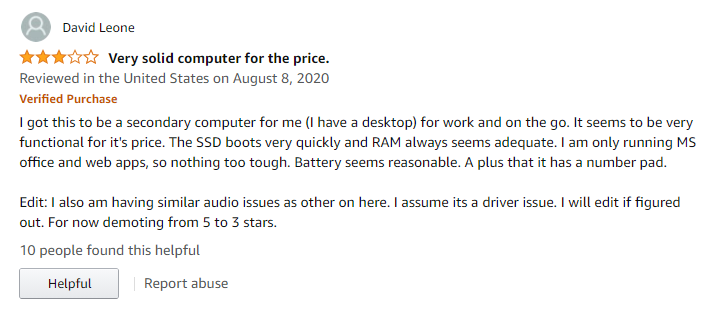 David Leone
Very solid computer for the price.
Reviewed in the United States on August 8, 2020
Verified Purchase
I got this to be a secondary computer for me (I have a desktop) for work and on the go. It seems to be very
functional for it's price. The SSD boots very quickly and RAM always seems adequate. I am only running MS
office and web apps, so nothing too tough. Battery seems reasonable. A plus that it has a number pad.
Edit: I also am having similar audio issues as other on here. I assume its a driver issue. I will edit if figured
out. For now demoting from 5 to 3 stars.
10 people found this helpful
Helpful
Report abuse